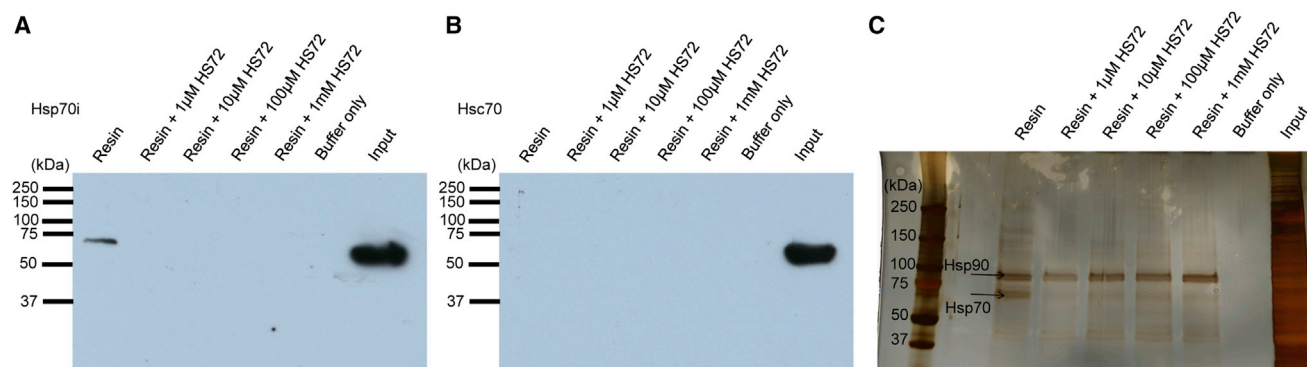 A
Hsp70i
Resin
Resin + 1µM HS72
Resin + 10µM HS72
Resin + 100µM HS72
Resin + 1mM HS72
Buffer only
Input
(kDa)
250
150
100
75
50
37
B
Hsc70
Resin
Resin + 1µM HS72
Resin + 10µM HS72
Resin + 100µM HS72
Resin + 1mM HS72
Buffer only
Input
(kDa)
250
150
100
75
50
37
C
Resin
Resin + 1µM HS72
Resin + 10µM HS72
Resin + 100µM HS72
Resin + 1mM HS72
Buffer only
Input
(kDa)
250
150
100
75
50
37
Hsp90
Hsp70